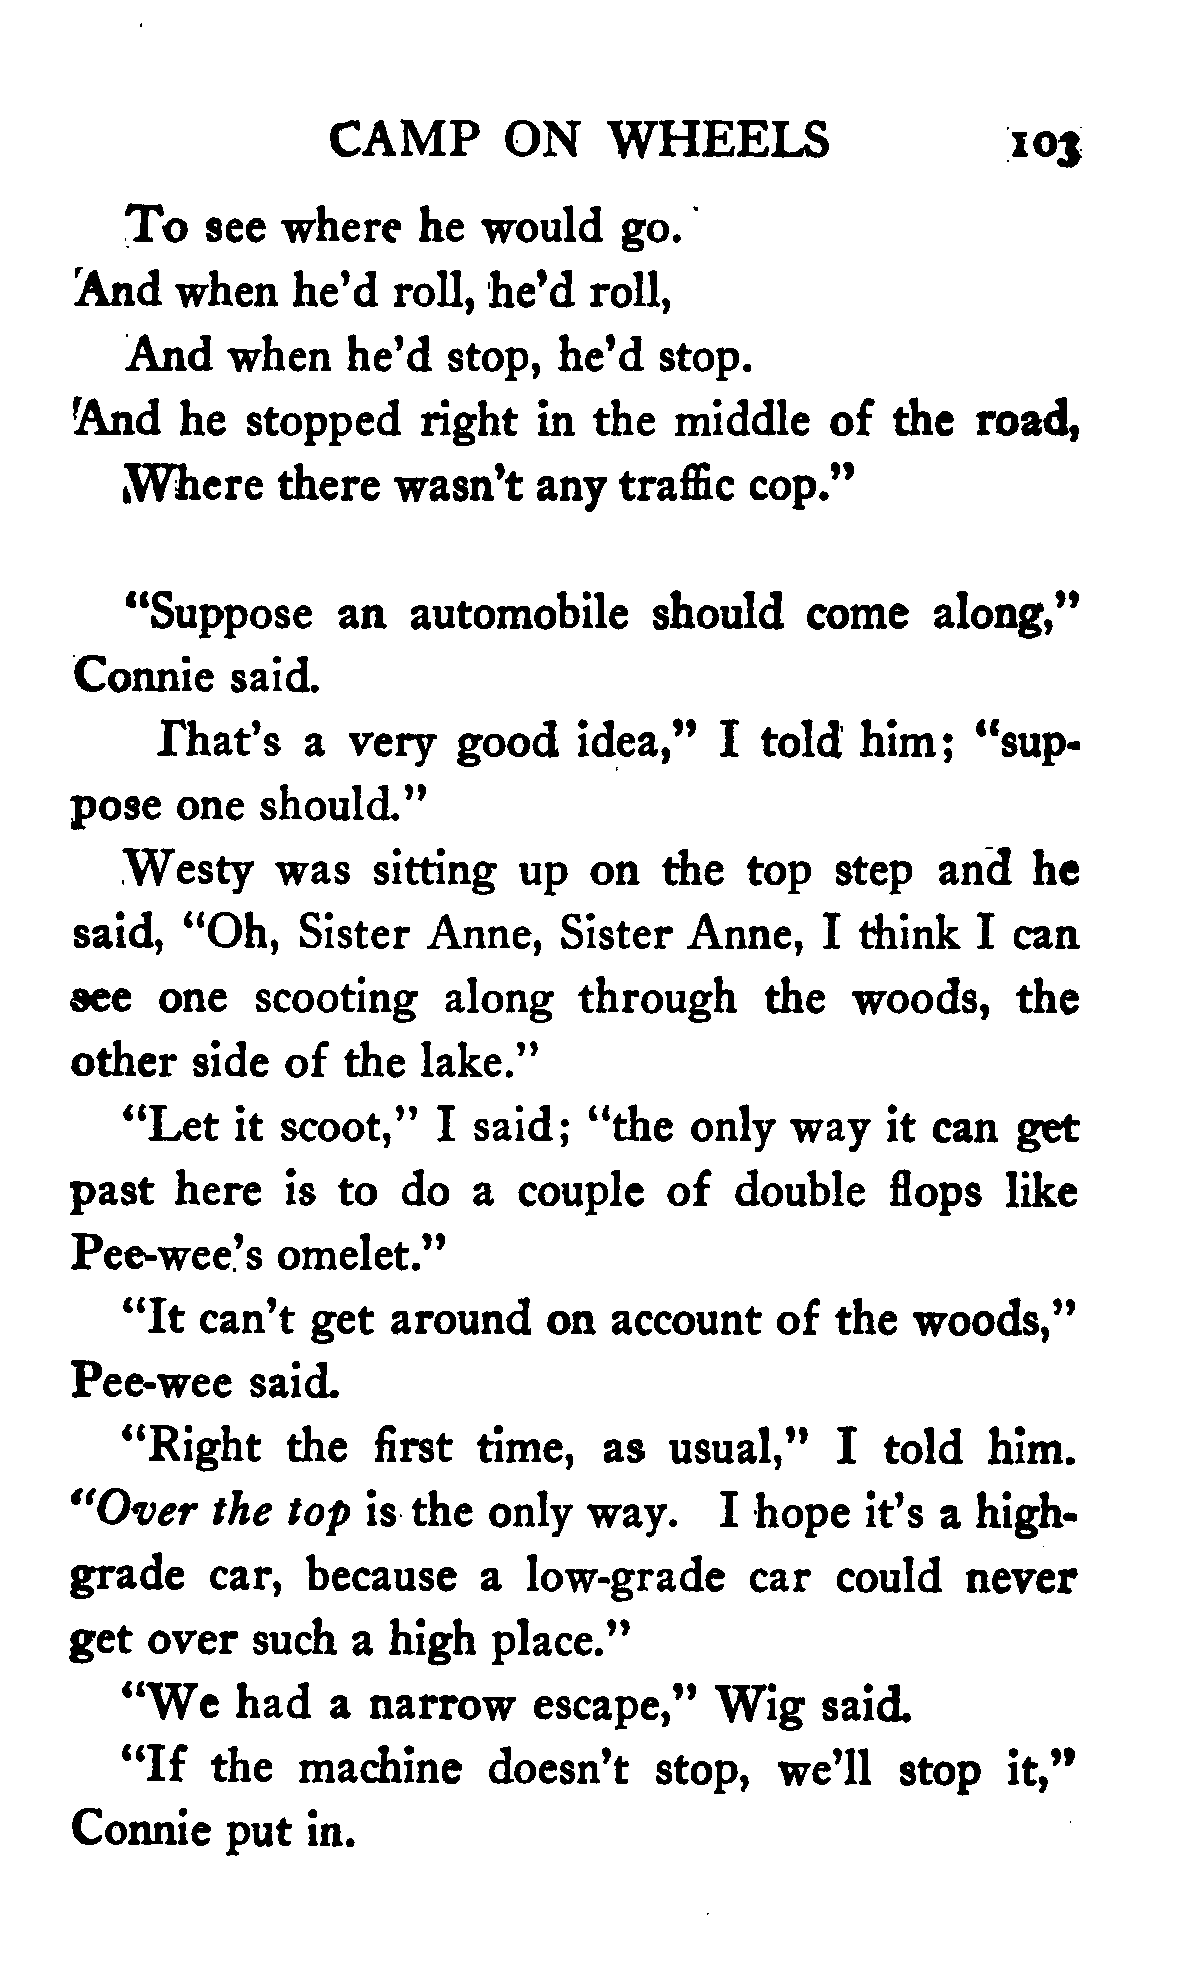 CAMP ON WHEELS 103
To see where he would go.
And when he'd roll, he'd roll,
And when he'd stop, he'd stop.
And he stopped right in the middle of the road,
Where there wasn't any traffic cop."
"Suppose an automobile should come along,"
Connie said.
That's a very good idea," I told him; "sup-
pose one should."
Westy was sitting up on the top step and he
said, "Oh, Sister Anne, Sister Anne, I think I can
see one scooting along through the woods, the
other side of the lake."
"Let it scoot," I said; "the only way it can get
past here is to do a couple of double flops like
Pee-wee's omelet."
"It can't get around on account of the woods,"
Pee-wee said.
"Right the first time, as usual," I told him.
"Over the top is the only way. I hope it's a high-
grade car, because a low-grade car could never
get over such a high place."
"We had a narrow escape," Wig said.
"If the machine doesn't stop, we'll stop it,"
Connie put in.